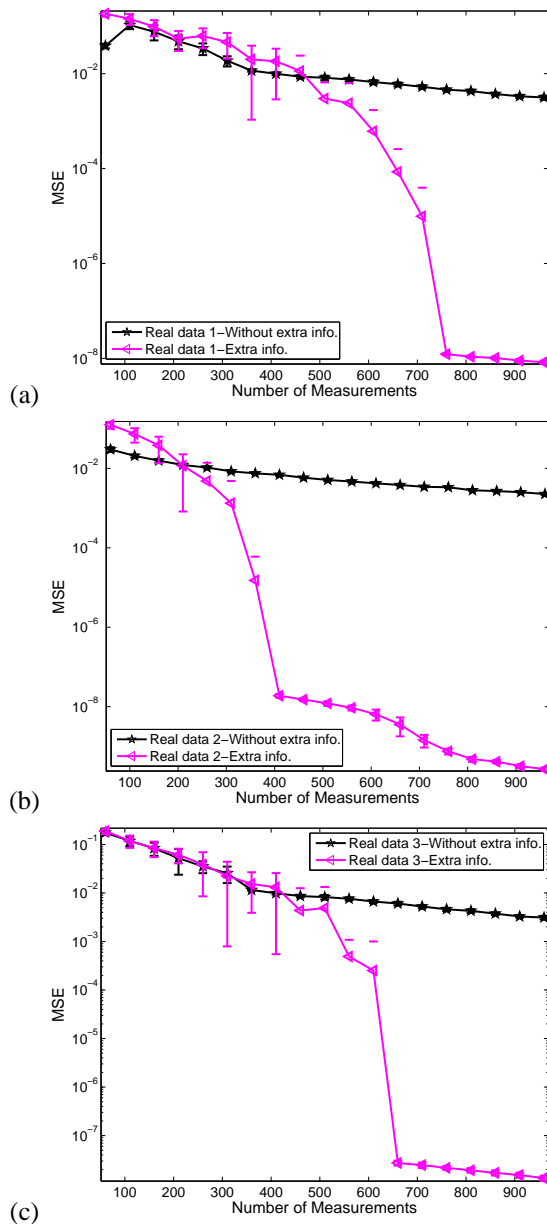 10⁻²
10⁻⁴
10⁻⁶
10⁻⁸
MSE
Real data 1−Without extra info.
Real data 1−Extra info.
100 200 300 400 500 600 700 800 900
Number of Measurements
(a)
10⁻²
10⁻⁴
10⁻⁶
10⁻⁸
MSE
Real data 2−Without extra info.
Real data 2−Extra info.
100 200 300 400 500 600 700 800 900
Number of Measurements
(b)
10⁻¹
10⁻²
10⁻³
10⁻⁴
10⁻⁵
10⁻⁶
10⁻⁷
MSE
Real data 3−Without extra info.
Real data 3−Extra info.
100 200 300 400 500 600 700 800 900
Number of Measurements
(c)